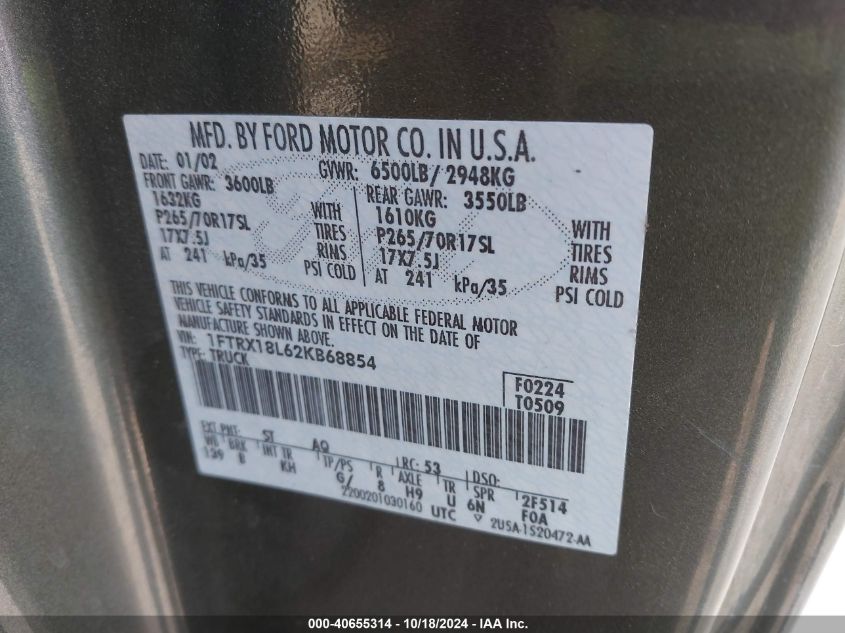 MFD. BY FORD MOTOR CO. IN U.S.A.
DATE: 01/02 GVWR: 6500LB/ 2948KG
FRONT GAWR: 3600LB REAR GAWR: 3550LB
1632KG WITH 1610KG WITH
P265/70R17SL TIRES P265/70R17SL TIRES
17X7.5J RIMS 17X7.5J RIMS
AT 241 kPa/35 PSI COLD AT 241 kPa/35 PSI COLD
THIS VEHICLE CONFORMS TO ALL APPLICABLE FEDERAL MOTOR
VEHICLE SAFETY STANDARDS IN EFFECT ON THE DATE OF
MANUFACTURE SHOWN ABOVE.
VIN: 1FTRX18L62KB68854
TYPE: TRUCK
F0224
T0509
EXT PNT: ST AQ RC: 53 DSO:
WB BRK INT TR TP/PS R AXLE TR SPR 2F514
139 B KH G/ 8 H9 U 6N F0A
2200201030160 UTC ▽ 2USA-1520472-AA
000-40655314 - 10/18/2024 - IAA Inc.